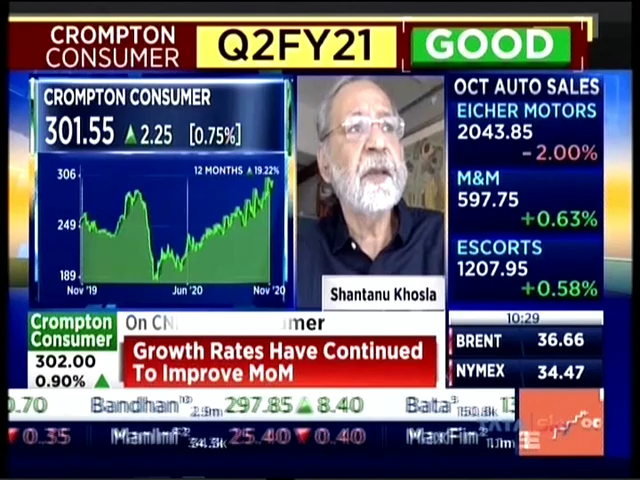 CROMPTON
CONSUMER
Q2FY21
GOOD
CROMPTON CONSUMER
301.55 ▲ 2.25 [0.75%]
12 MONTHS ▲ 19.22%
306
249
189
Nov '19
Jun '20
Nov '20
Shantanu Khosla
OCT AUTO SALES
EICHER MOTORS
2043.85
-2.00%
M&M
597.75
+0.63%
ESCORTS
1207.95
+0.58%
10:29
BRENT 36.66
NYMEX 34.47
Crompton
Consumer
302.00
0.90% ▲
On
Growth Rates Have Continued
To Improve MoM
0.70 Bandhan 297.85 ▲ 8.40 Bata
▼ 0.35 25.40 ▼ 0.40 MaxFin
TATA